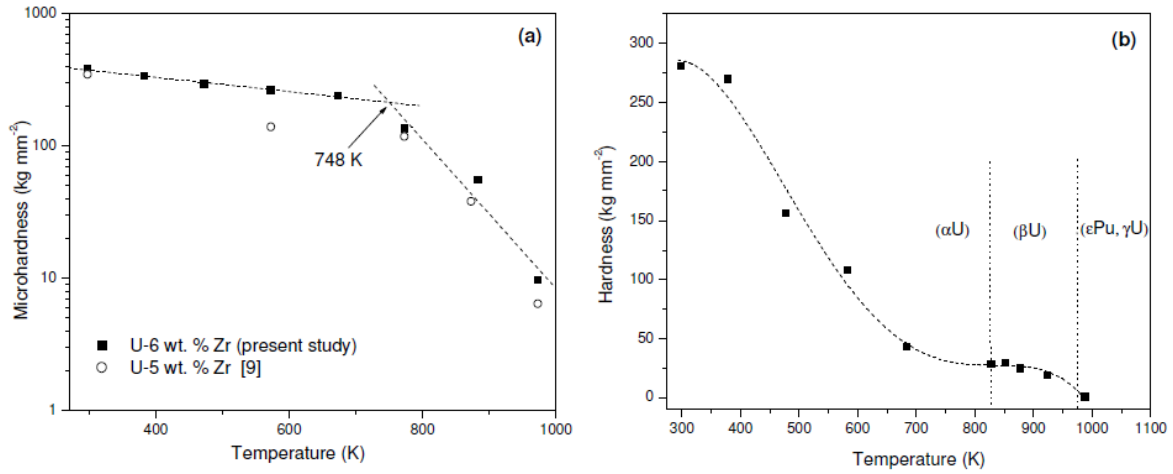 (a)
1000
100
10
1
Microhardness (kg mm⁻²)
748 K
U-6 wt. % Zr (present study)
U-5 wt. % Zr [9]
400
600
800
1000
Temperature (K)
(b)
300
250
200
150
100
50
0
Hardness (kg mm⁻²)
(αU)
(βU)
(εPu, γU)
300
400
500
600
700
800
900
1000
1100
Temperature (K)